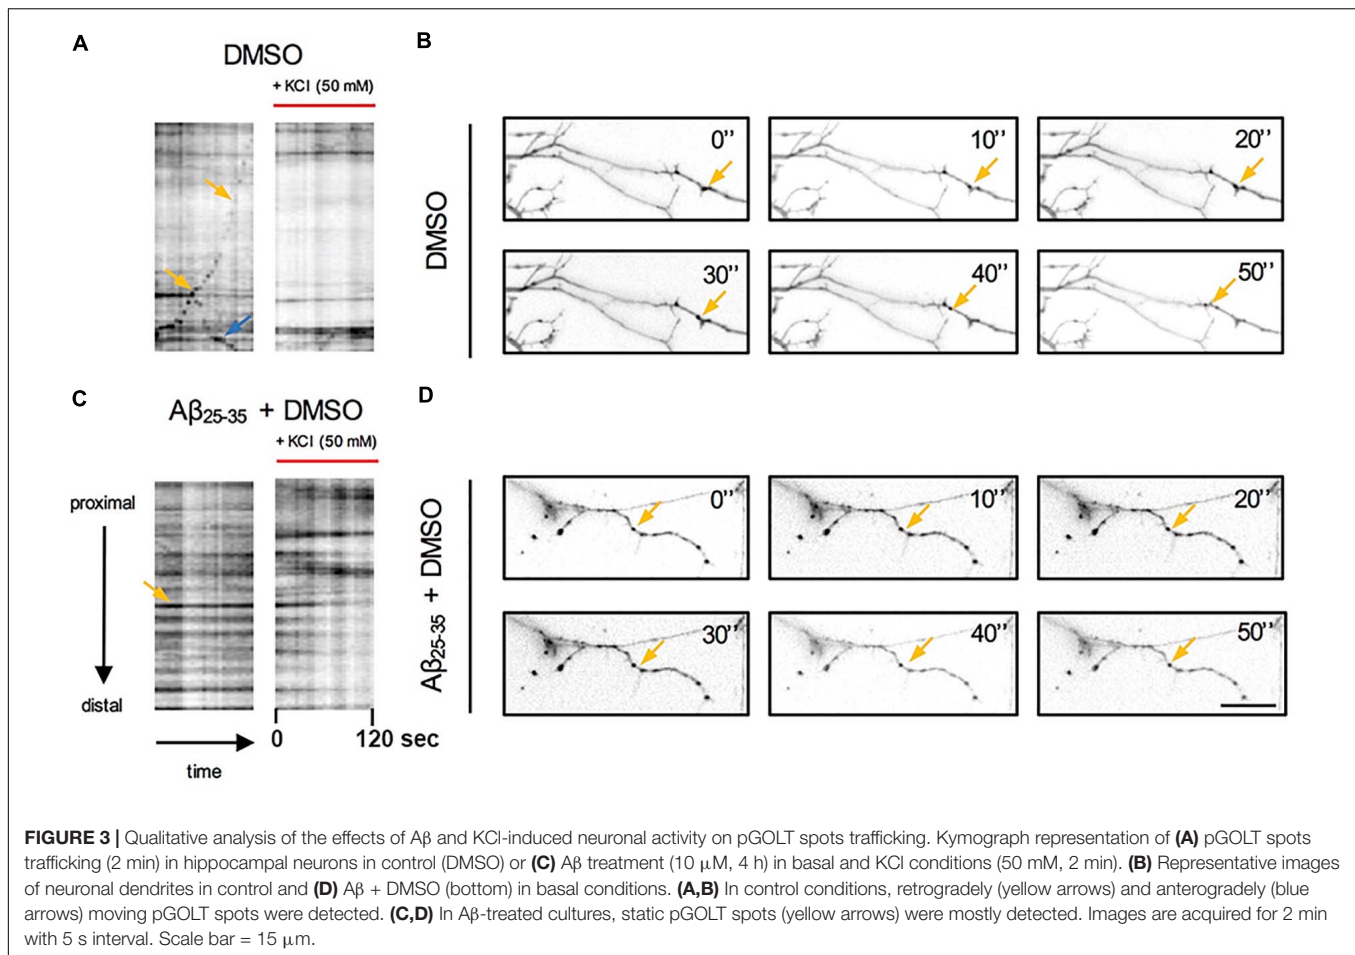 A
DMSO
+ KCl (50 mM)
B
DMSO
0’’
10’’
20’’
30’’
40’’
50’’
C
Aβ25-35 + DMSO
+ KCl (50 mM)
proximal
distal
time
0
120 sec
D
Aβ25-35 + DMSO
0’’
10’’
20’’
30’’
40’’
50’’
FIGURE 3 | Qualitative analysis of the effects of Aβ and KCl-induced neuronal activity on pGOLT spots trafficking. Kymograph representation of (A) pGOLT spots
trafficking (2 min) in hippocampal neurons in control (DMSO) or (C) Aβ treatment (10 μM, 4 h) in basal and KCl conditions (50 mM, 2 min). (B) Representative images
of neuronal dendrites in control and (D) Aβ + DMSO (bottom) in basal conditions. (A,B) In control conditions, retrogradely (yellow arrows) and anterogradely (blue
arrows) moving pGOLT spots were detected. (C,D) In Aβ-treated cultures, static pGOLT spots (yellow arrows) were mostly detected. Images are acquired for 2 min
with 5 s interval. Scale bar = 15 μm.